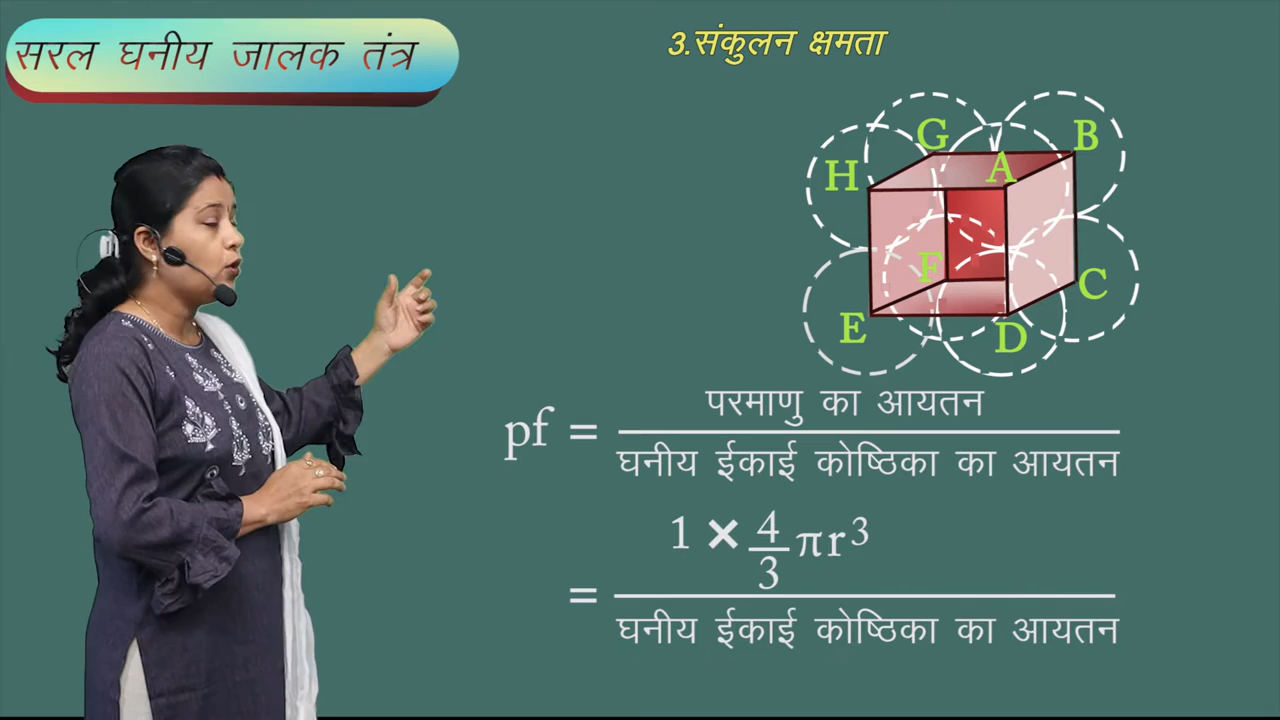 सरल घनीय जालक तंत्र
3.संकुलन क्षमता
G
B
H
A
F
C
E
D
pf = परमाणु का आयतन
घनीय ईकाई कोष्ठिका का आयतन
= 1 × 4/3 πr³
घनीय ईकाई कोष्ठिका का आयतन